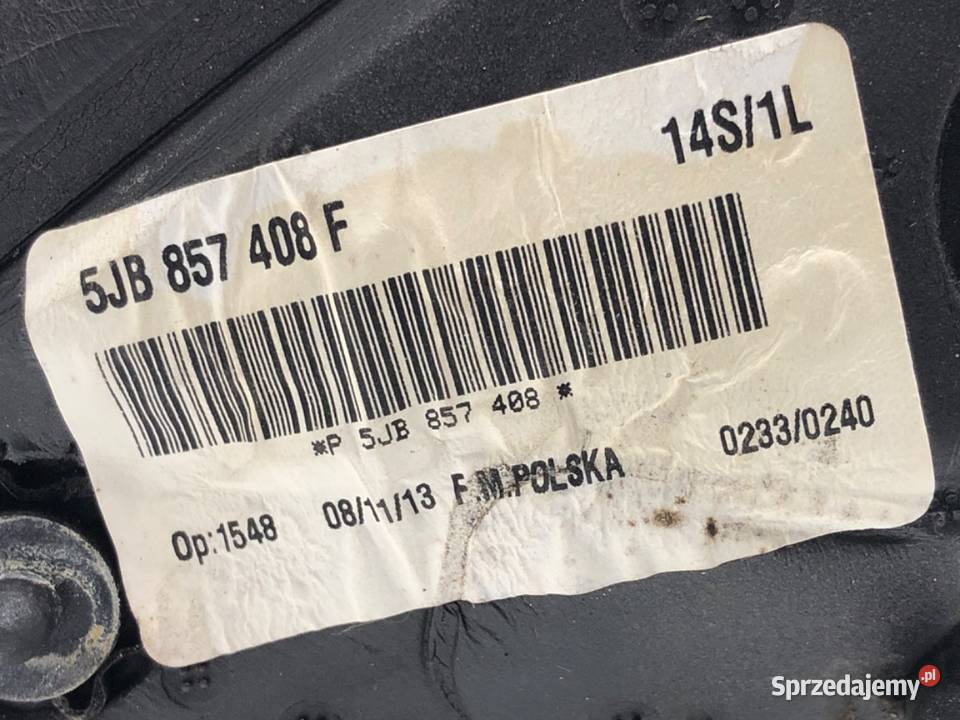 14S/1L
5JB 857 408 F
*P 5JB 857 408 *
0233/0240
Op:1548 08/11/13 F.M.POLSKA
Sprzedajemy.pl